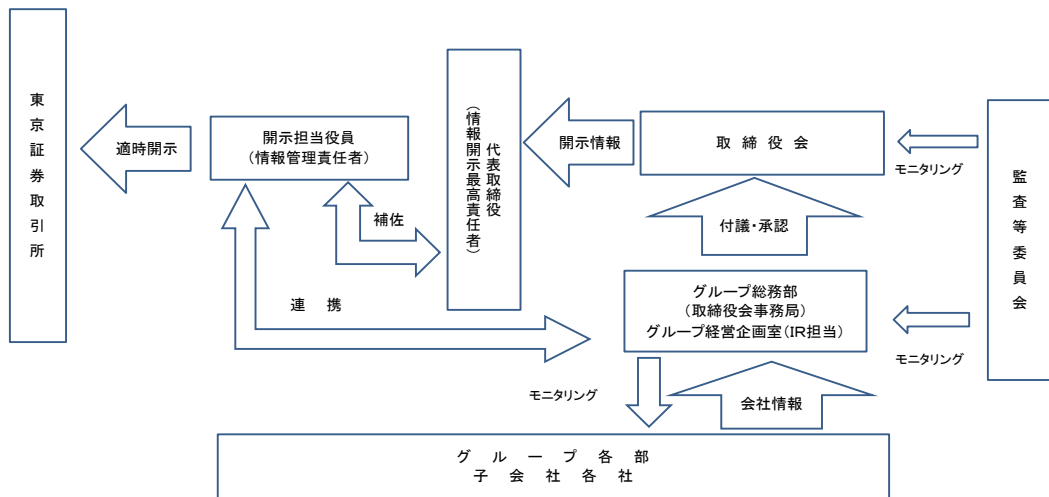 東京証券取引所
適時開示
開示担当役員
（情報管理責任者）
補佐
連　携
代表取締役
（情報開示最高責任者）
開示情報
取 締 役 会
モニタリング
付議・承認
グループ総務部
（取締役会事務局）
グループ経営企画室（IR担当）
モニタリング
監査等委員会
モニタリング
会社情報
グ ル ー プ 各 部
子 会 社 各 社